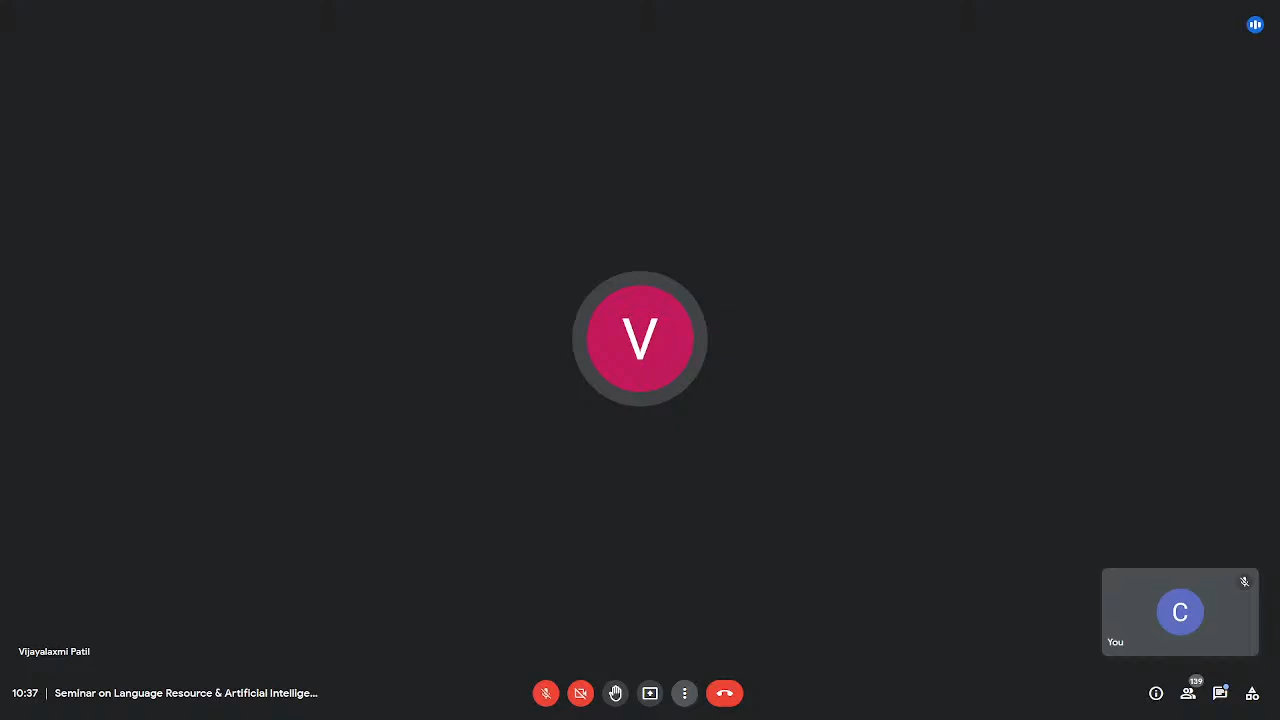 V
C
You
Vijayalaxmi Patil
10:37 | Seminar on Language Resource & Artificial Intellige...
139